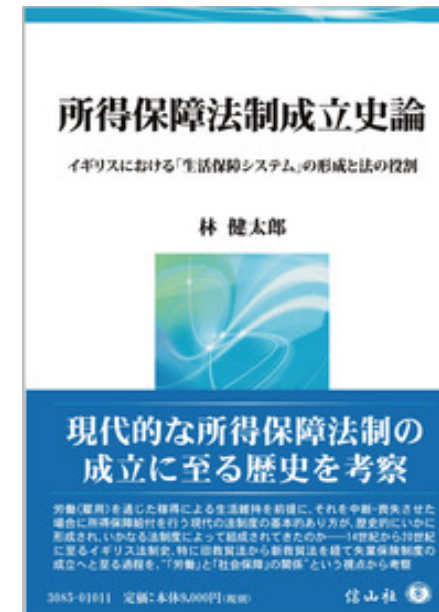 所得保障法制成立史論
イギリスにおける「生活保障システム」の形成と法の役割
林 健太郎
現代的な所得保障法制の
成立に至る歴史を考察
労働(雇用)を通じた稼得による生活維持を前提に、それを中断・喪失させた
場合に所得保障給付を行う現代の法制度の基本的あり方が、歴史的にいかに
形成され、いかなる法制度によって組成されてきたのか——14世紀から19世紀
に至るイギリス法制史、特に旧救貧法から新救貧法を経て失業保険制度の
成立へと至る過程を、「「労働」と「社会保障」の関係」という視点から考察
3085-01011 定価:本体9,000円(税別) 信山社